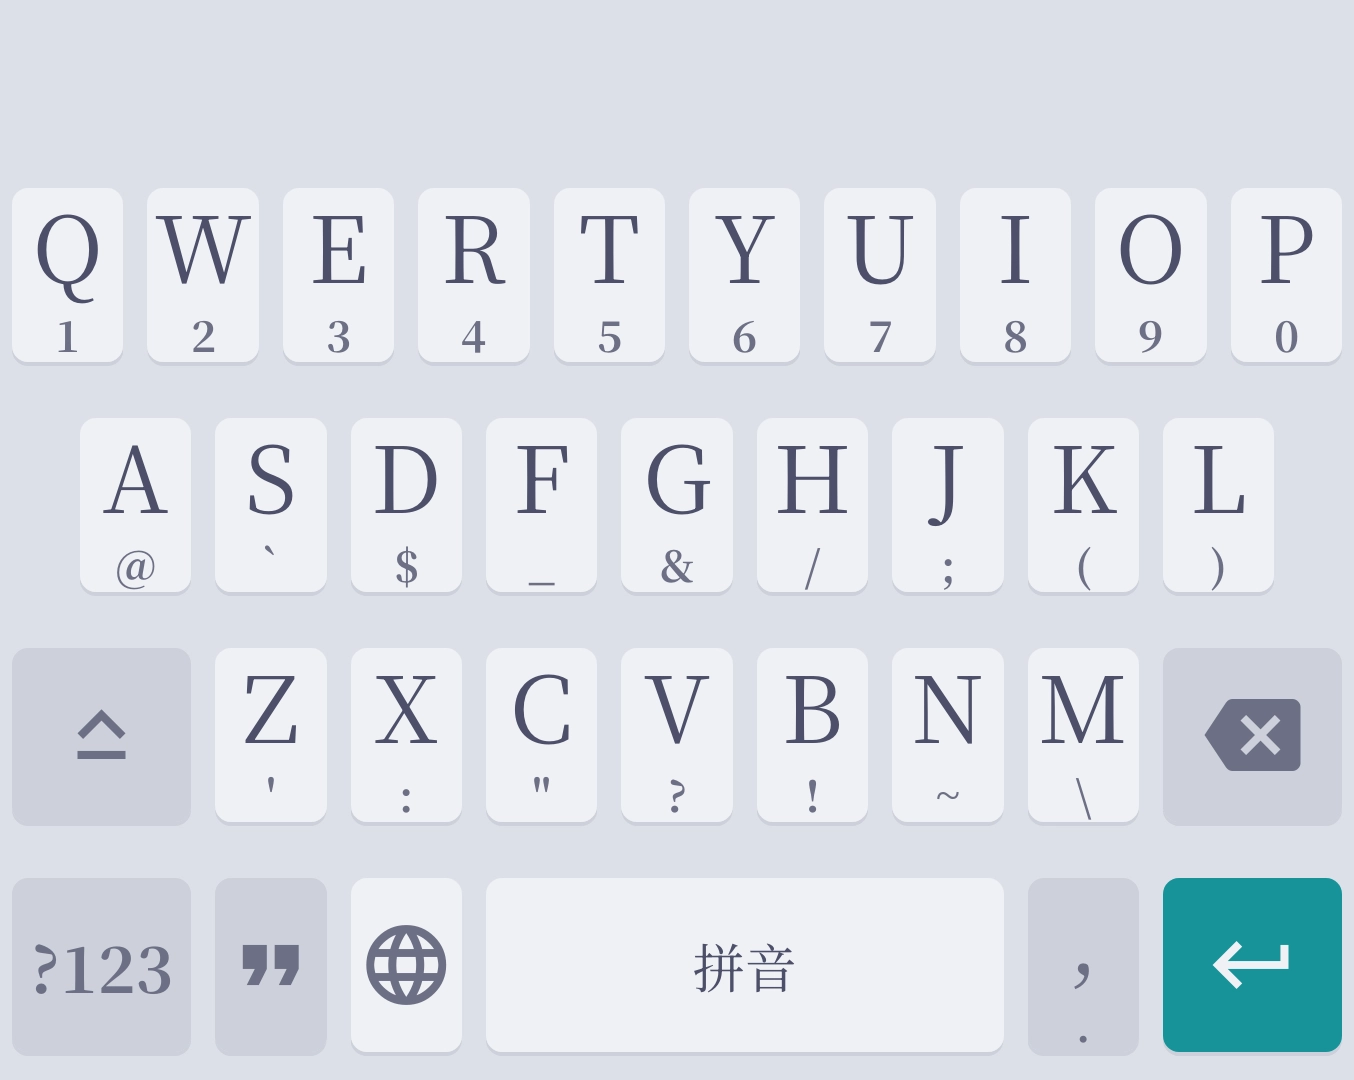 Q W E R T Y U I O P
1 2 3 4 5 6 7 8 9 0
A S D F G H J K L
@ ` $ _ & / ; ( )
Z X C V B N M
' : " ? ! ~ \
?123 拼音 ,
.